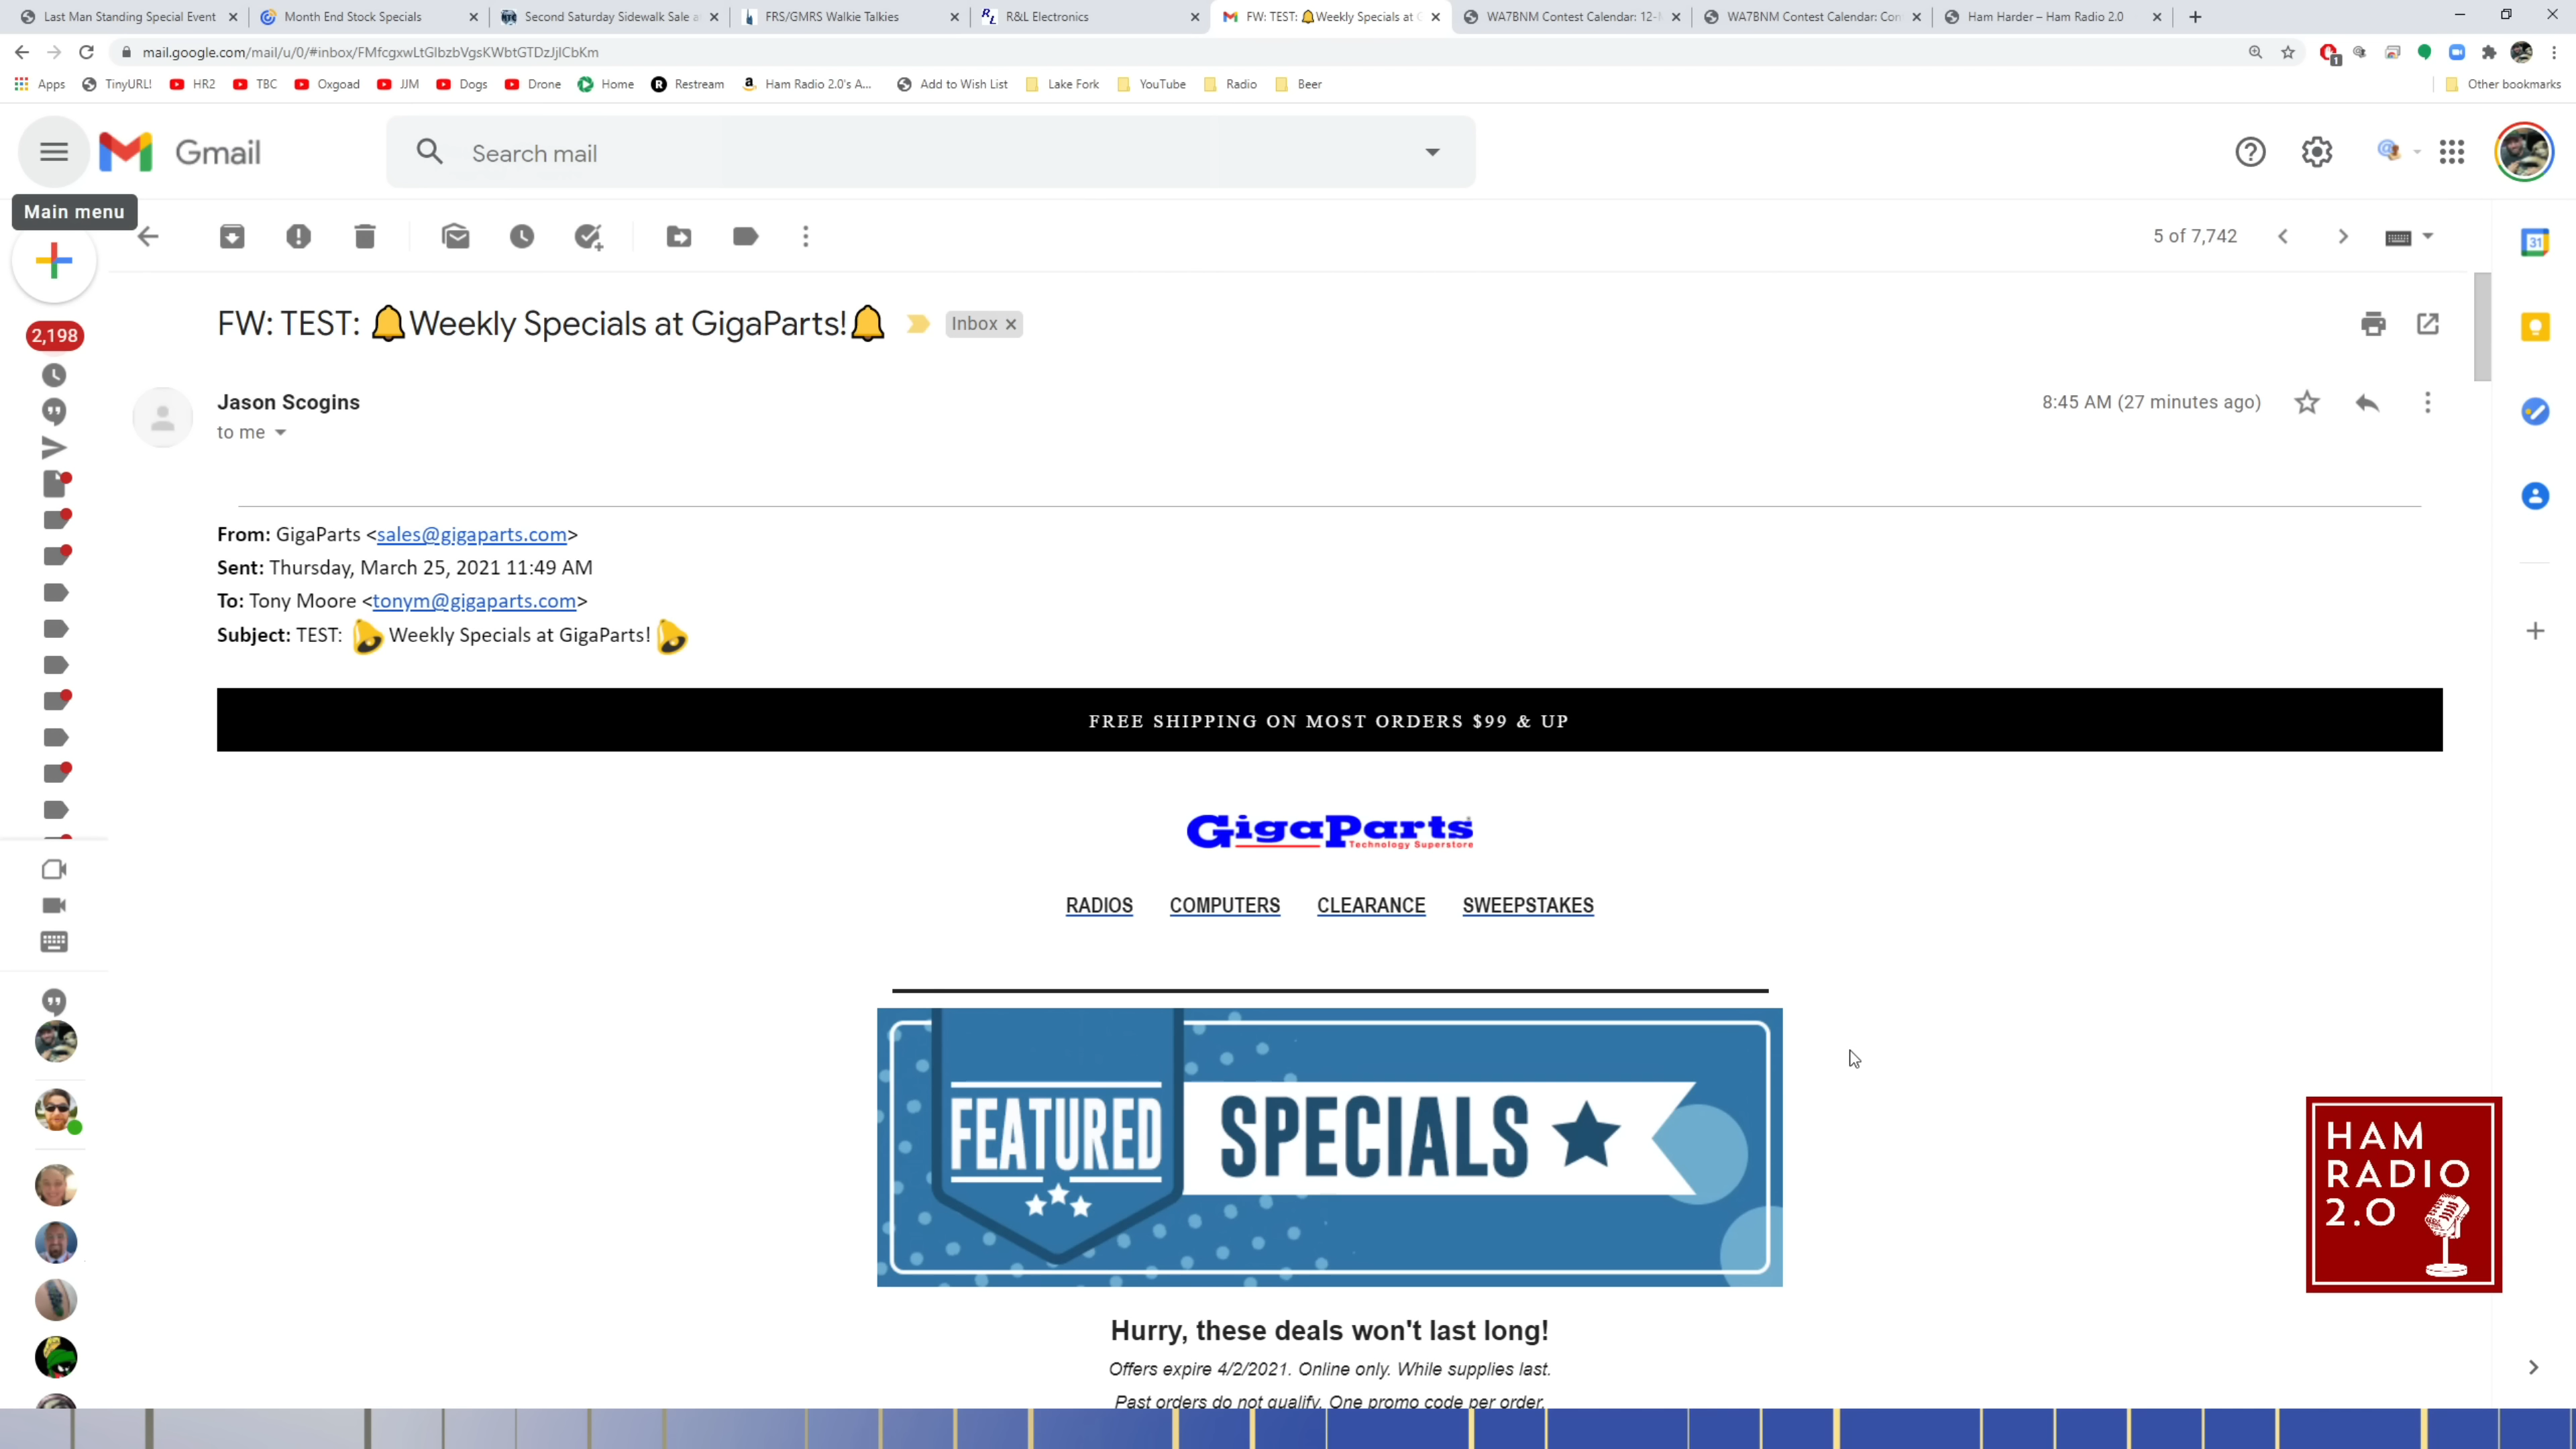 Last Man Standing Special Event
Month End Stock Specials
Second Saturday Sidewalk Sale a
FRS/GMRS Walkie Talkies
R&L Electronics
FW: TEST: 🔔Weekly Specials at G
WA7BNM Contest Calendar: 12-
WA7BNM Contest Calendar: Con
Ham Harder – Ham Radio 2.0
mail.google.com/mail/u/0/#inbox/FMfcgxwLtGlbzbVgsKWbtGTDzJjlCbKm
Apps
TinyURL!
HR2
TBC
Oxgoad
JJM
Dogs
Drone
Home
Restream
Ham Radio 2.0's A...
Add to Wish List
Lake Fork
YouTube
Radio
Beer
Other bookmarks
Gmail
Search mail
Main menu
5 of 7,742
31
2,198
FW: TEST: 🔔Weekly Specials at GigaParts!🔔
Inbox
Jason Scogins
8:45 AM (27 minutes ago)
to me
From: GigaParts <sales@gigaparts.com>
Sent: Thursday, March 25, 2021 11:49 AM
To: Tony Moore <tonym@gigaparts.com>
Subject: TEST: 🔔Weekly Specials at GigaParts!🔔
FREE SHIPPING ON MOST ORDERS $99 & UP
GigaParts
Technology Superstore
RADIOS COMPUTERS CLEARANCE SWEEPSTAKES
FEATURED SPECIALS
HAM
RADIO
2.0
Hurry, these deals won't last long!
Offers expire 4/2/2021. Online only. While supplies last.
Past orders do not qualify. One promo code per order.